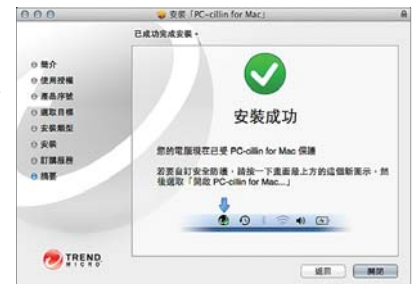 安裝「PC-cillin for Mac」
已成功完成安裝。
簡介
使用授權
產品序號
選取目標
安裝類型
安裝
訂購服務
摘要
安裝成功
您的電腦現在已受 PC-cillin for Mac 保護
若要自訂安全防護，請按一下畫面最上方的這個新圖示，然
後選取「開啟 PC-cillin for Mac...」
TREND
MICRO
返回
關閉